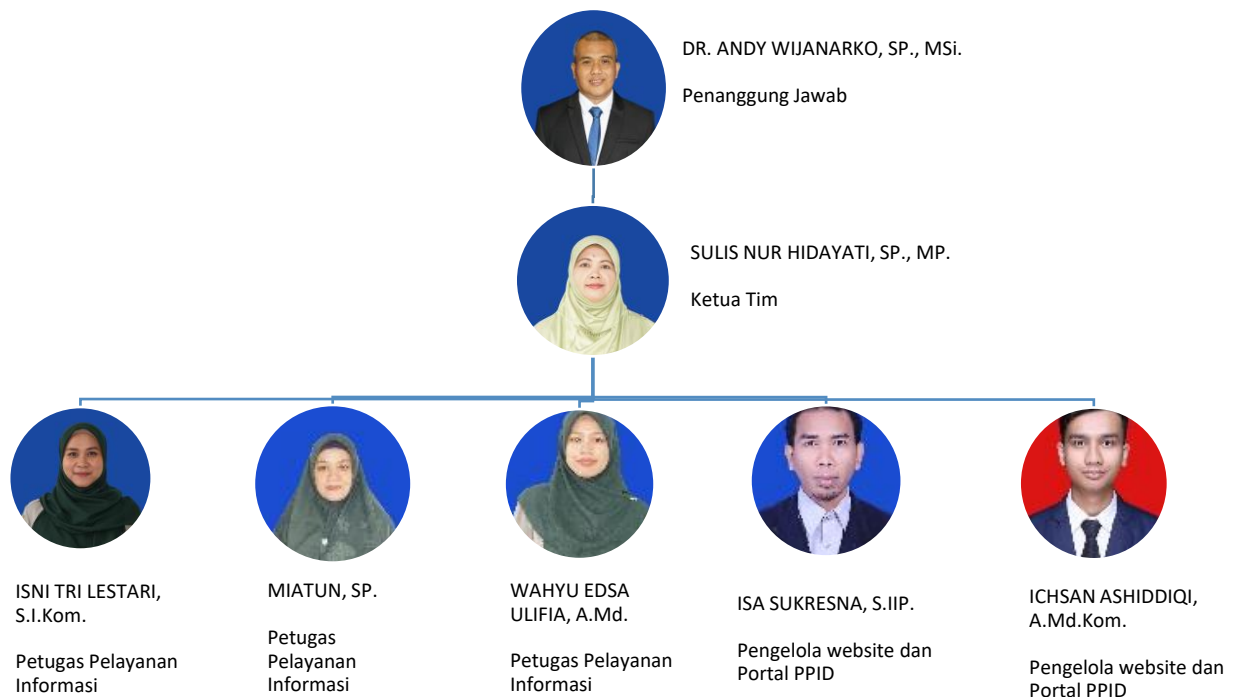 DR. ANDY WIJANARKO, SP., MSi.
Penanggung Jawab
SULIS NUR HIDAYATI, SP., MP.
Ketua Tim
ISNI TRI LESTARI,
S.I.Kom.
Petugas Pelayanan
Informasi
MIATUN, SP.
Petugas
Pelayanan
Informasi
WAHYU EDSA
ULIFIA, A.Md.
Petugas Pelayanan
Informasi
ISA SUKRESNA, S.IIP.
Pengelola website dan
Portal PPID
ICHSAN ASHIDDIQI,
A.Md.Kom.
Pengelola website dan
Portal PPID